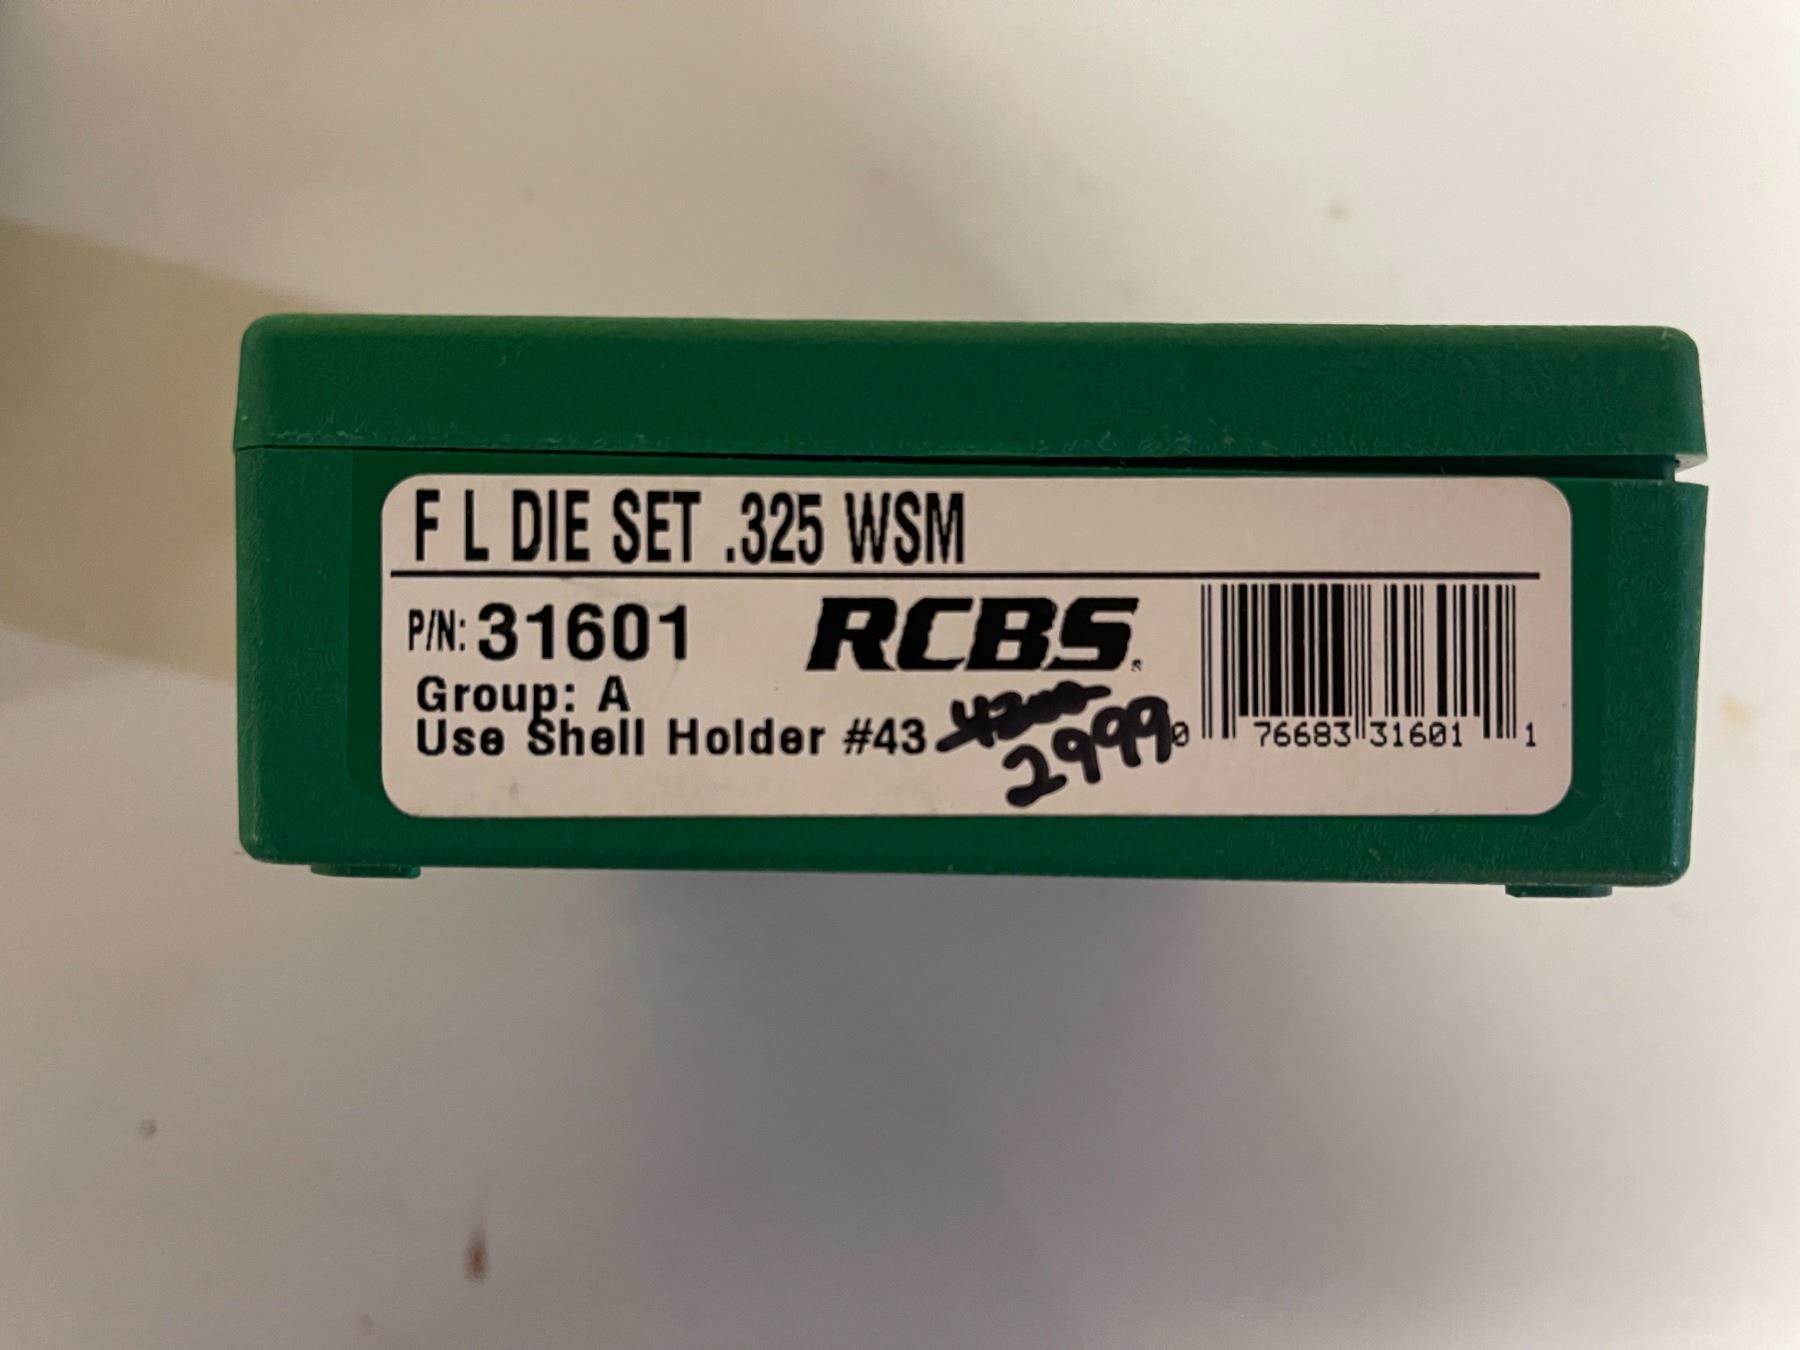 F L DIE SET .325 WSM
P/N: 31601
RCBS
Group: A
Use Shell Holder #43
2999
0 76683 31601 1